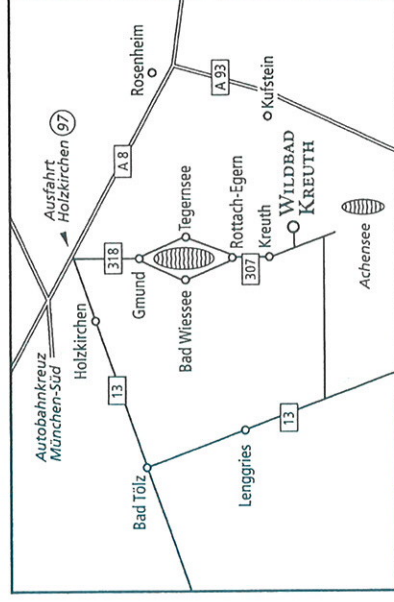 Autobahnkreuz
München-Süd
Ausfahrt
Holzkirchen
97
Rosenheim
A 8
A 93
Kufstein
Holzkirchen
318
13
Gmund
Tegernsee
Bad Wiessee
Rottach-Egern
307
Kreuth
WILDBAD
KREUTH
Achensee
Bad Tölz
Lenggries
13